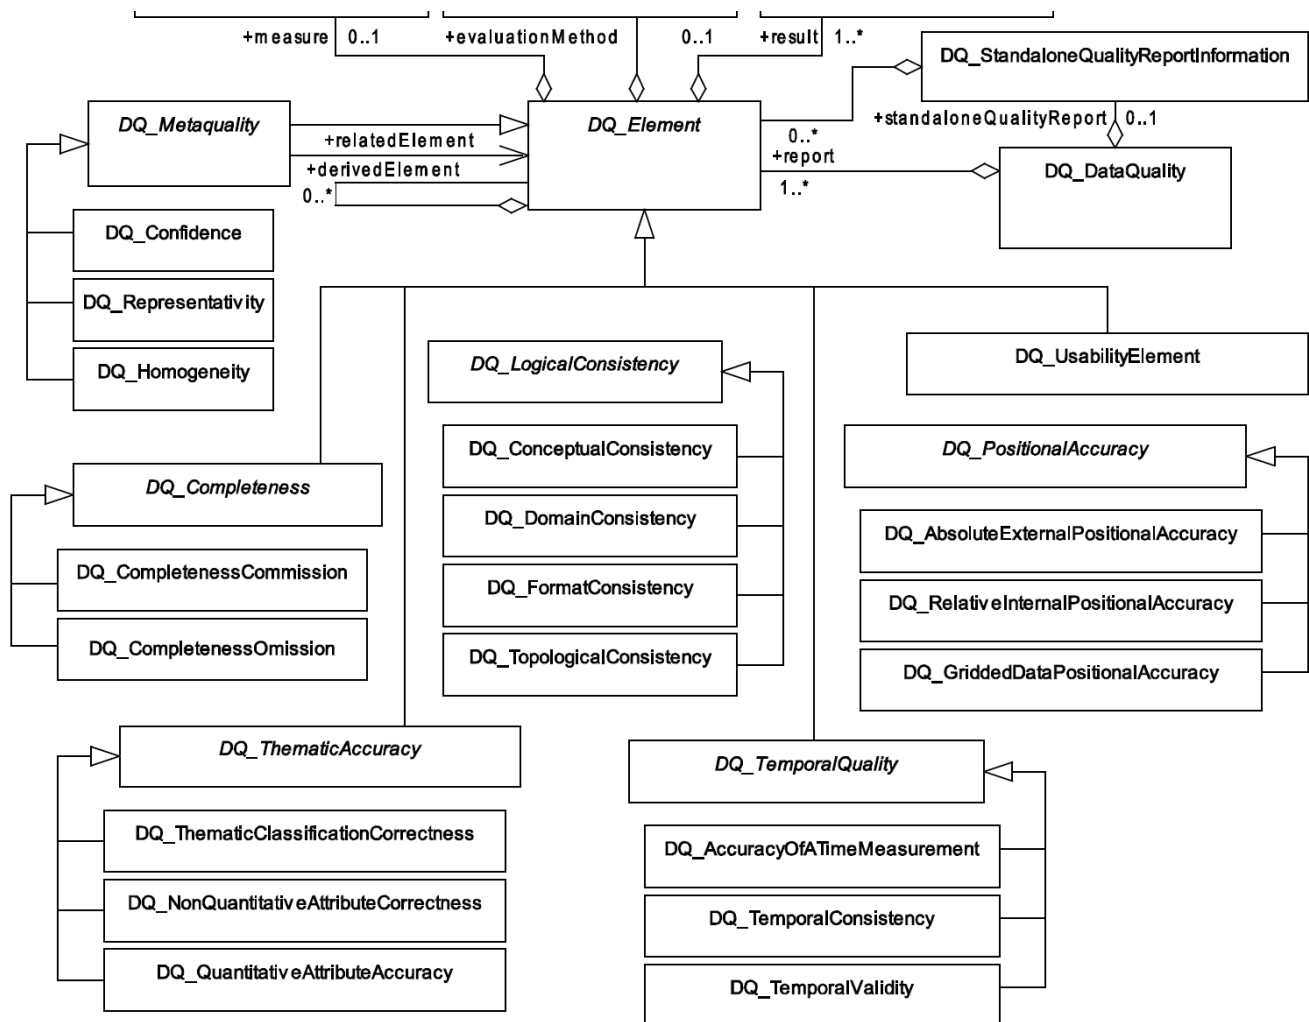 +measure 0..1 +evaluationMethod 0..1 +result 1..*
DQ_StandaloneQualityReportInformation
DQ_Metaquality
DQ_Element
+standaloneQualityReport 0..1
0..*
+relatedElement
+report
+derivedElement
1..*
0..*
DQ_DataQuality
DQ_Confidence
DQ_Representativity
DQ_Homogeneity
DQ_LogicalConsistency
DQ_UsabilityElement
DQ_ConceptualConsistency
DQ_DomainConsistency
DQ_FormatConsistency
DQ_TopologicalConsistency
DQ_PositionalAccuracy
DQ_AbsoluteExternalPositionalAccuracy
DQ_RelativeInternalPositionalAccuracy
DQ_GriddedDataPositionalAccuracy
DQ_Completeness
DQ_CompletenessCommission
DQ_CompletenessOmission
DQ_ThematicAccuracy
DQ_ThematicClassificationCorrectness
DQ_NonQuantitativeAttributeCorrectness
DQ_QuantitativeAttributeAccuracy
DQ_TemporalQuality
DQ_AccuracyOfATimeMeasurement
DQ_TemporalConsistency
DQ_TemporalValidity